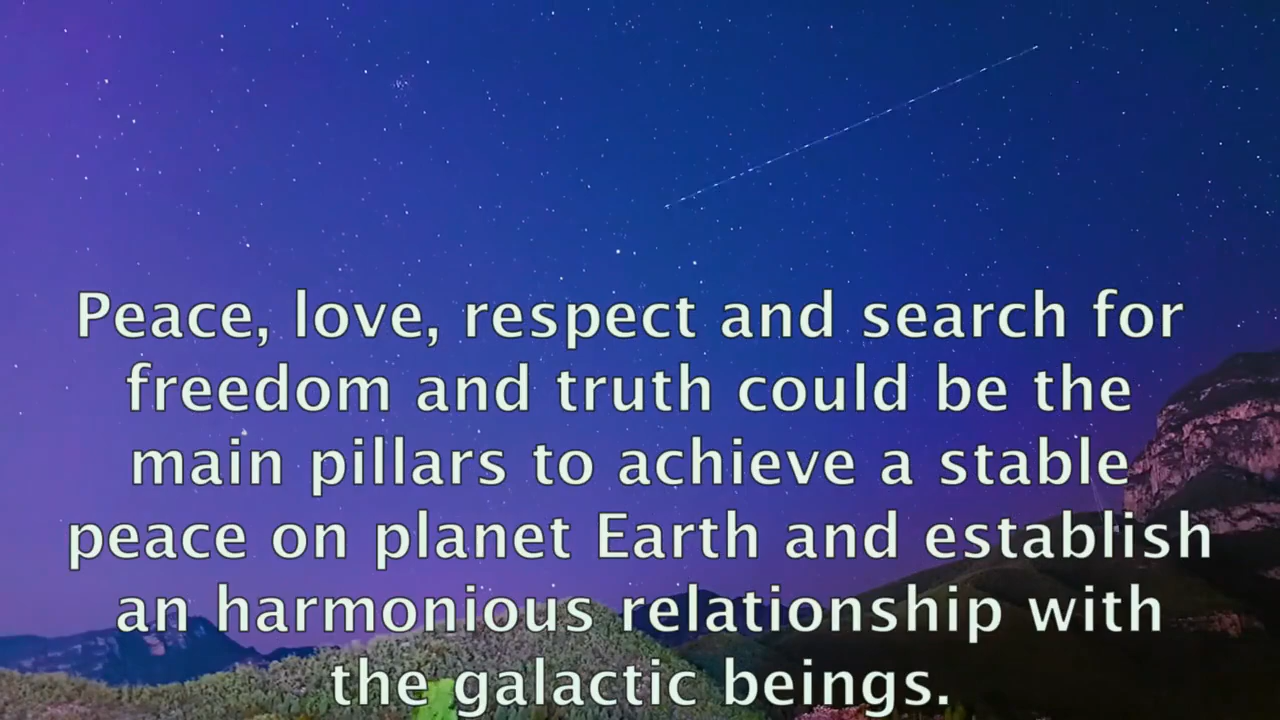 Peace, love, respect and search for
freedom and truth could be the
main pillars to achieve a stable
peace on planet Earth and establish
an harmonious relationship with
the galactic beings.